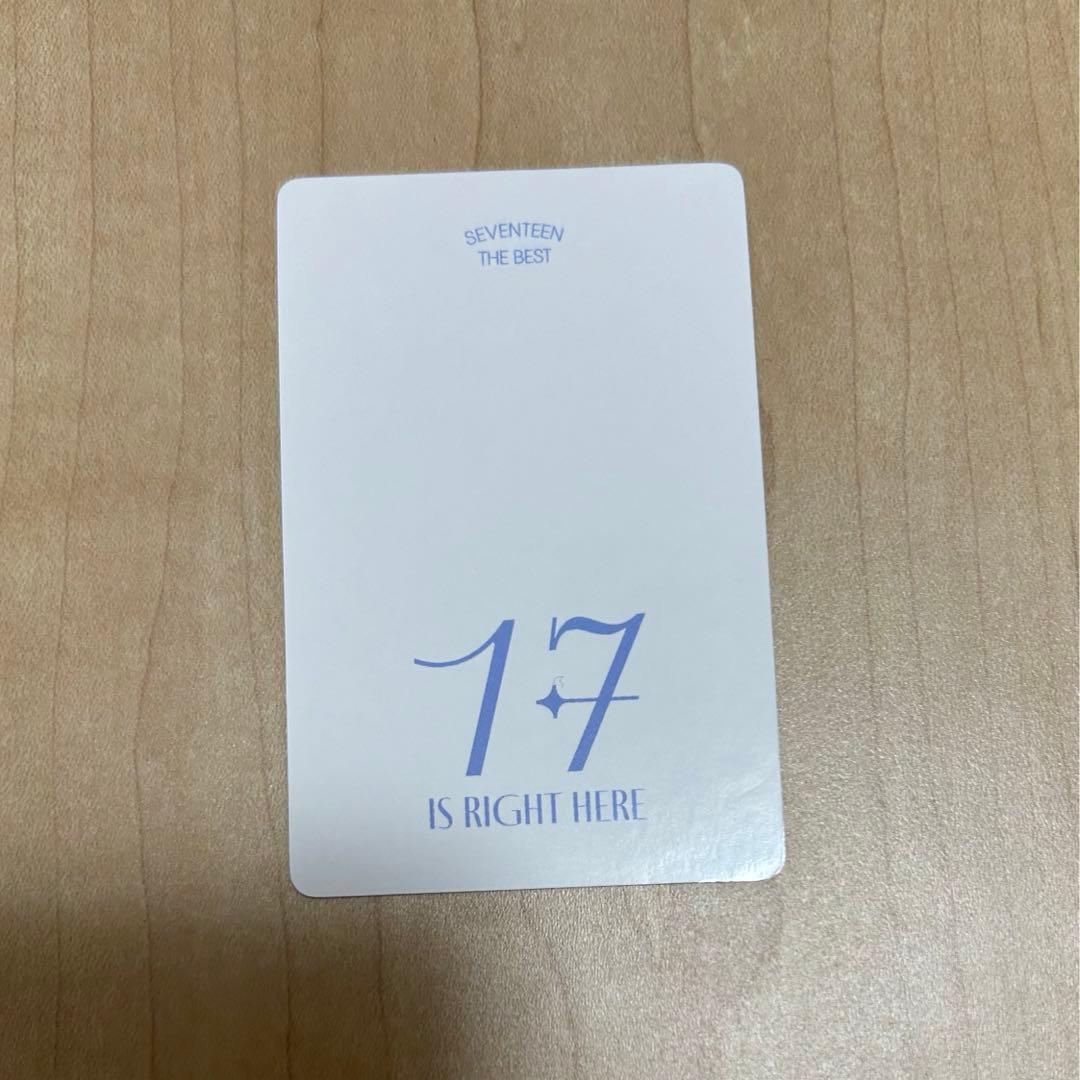 SEVENTEEN
THE BEST
17
IS RIGHT HERE